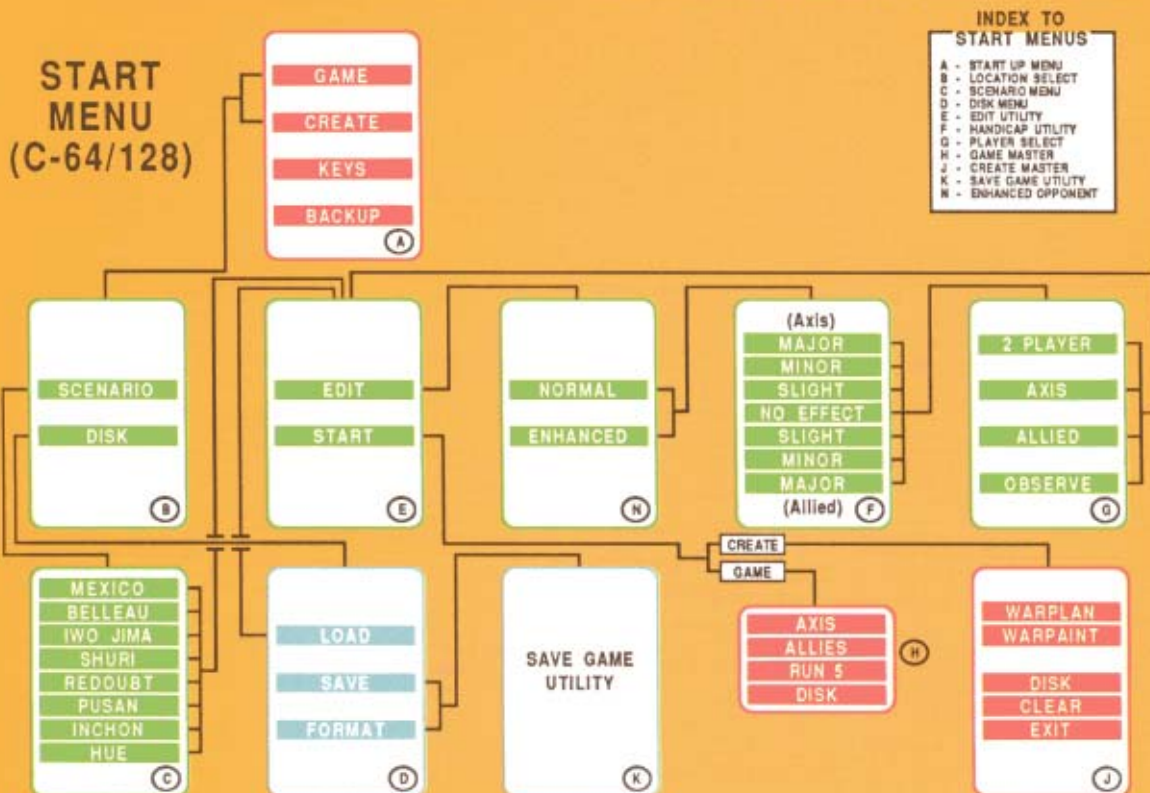 START
MENU
(C-64/128)
GAME
CREATE
KEYS
BACKUP
A
INDEX TO
START MENUS
A - START UP MENU
B - LOCATION SELECT
C - SCENARIO MENU
D - DISK MENU
E - EDIT UTILITY
F - HANDICAP UTILITY
G - PLAYER SELECT
H - GAME MASTER
J - CREATE MASTER
K - SAVE GAME UTILITY
N - ENHANCED OPPONENT
SCENARIO
DISK
B
EDIT
START
E
NORMAL
ENHANCED
N
(Axis)
MAJOR
MINOR
SLIGHT
NO EFFECT
SLIGHT
MINOR
MAJOR
(Allied)
F
2 PLAYER
AXIS
ALLIED
OBSERVE
G
MEXICO
BELLEAU
IWO JIMA
SHURI
REDOUBT
PUSAN
INCHON
HUE
C
LOAD
SAVE
FORMAT
D
SAVE GAME
UTILITY
K
CREATE
GAME
AXIS
ALLIES
RUN 5
DISK
H
WARPLAN
WARPAINT
DISK
CLEAR
EXIT
J